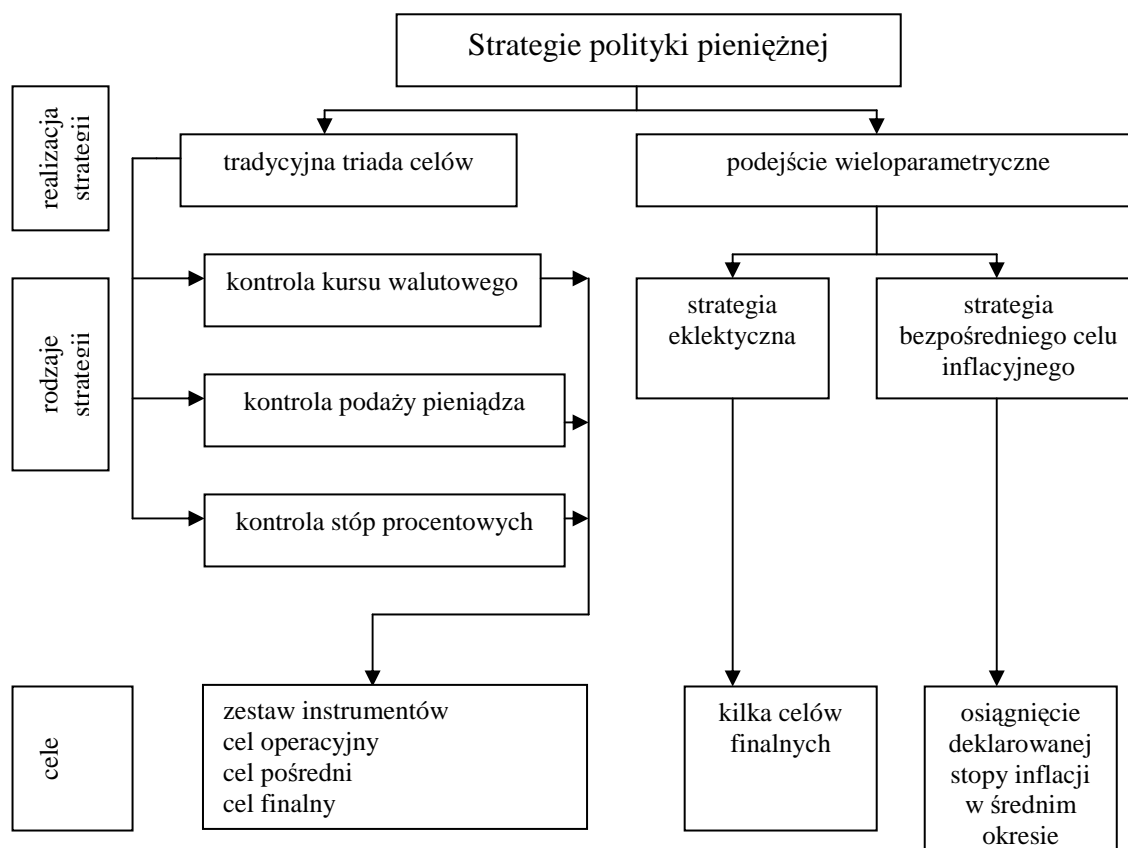 Strategie polityki pieniężnej
realizacja
strategii
tradycyjna triada celów
podejście wieloparametryczne
rodzaje
strategii
kontrola kursu walutowego
kontrola podaży pieniądza
kontrola stóp procentowych
strategia
eklektyczna
strategia
bezpośredniego celu
inflacyjnego
cele
zestaw instrumentów
cel operacyjny
cel pośredni
cel finalny
kilka celów
finalnych
osiągnięcie
deklarowanej
stopy inflacji
w średnim
okresie